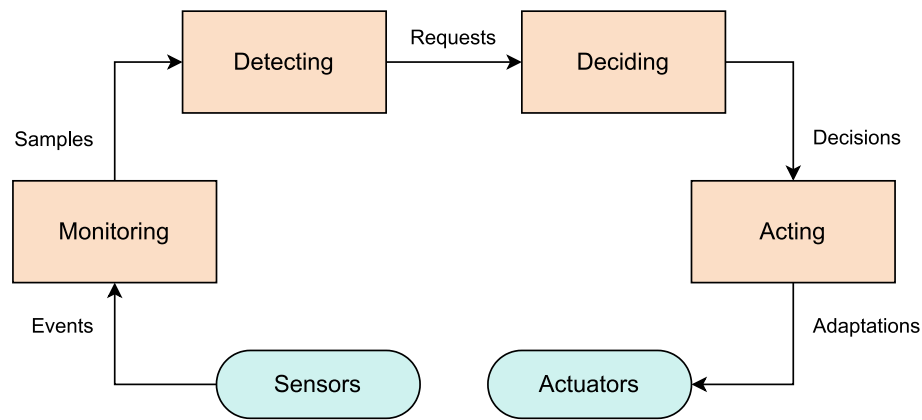 Detecting
Requests
Deciding
Samples
Decisions
Monitoring
Acting
Events
Adaptations
Sensors
Actuators